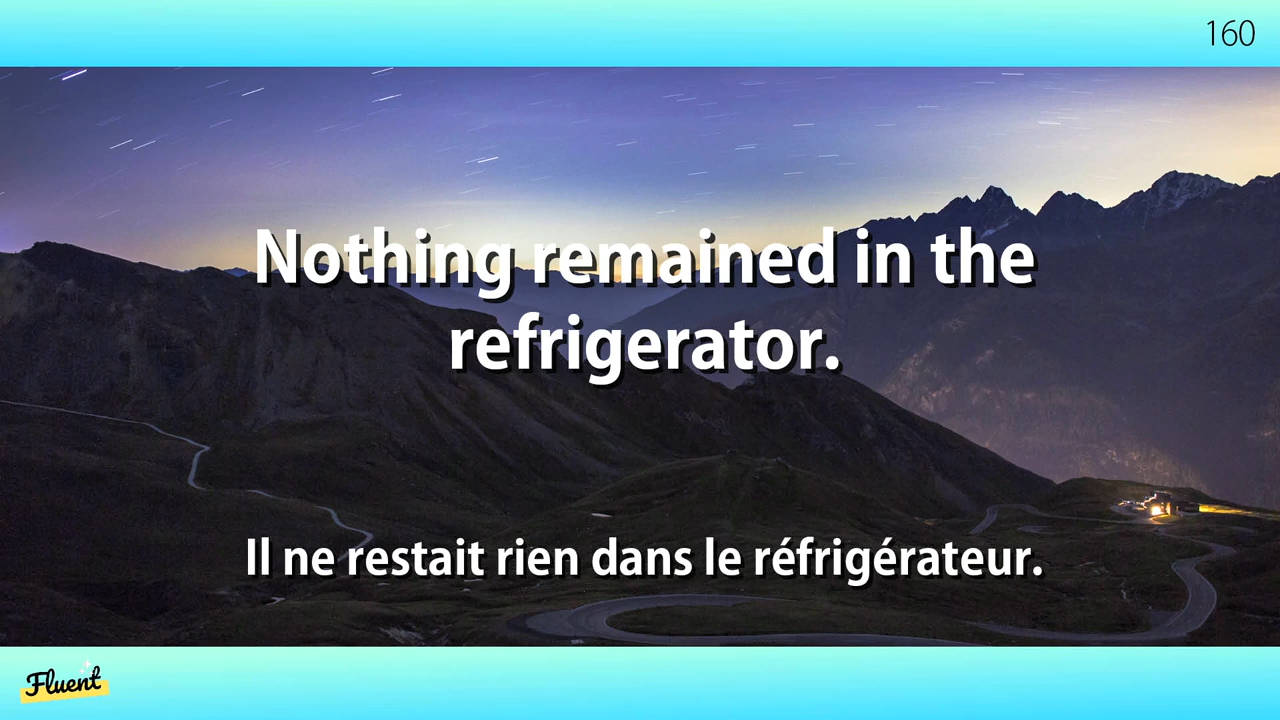 160
Nothing remained in the
refrigerator.
Il ne restait rien dans le réfrigérateur.
Fluent